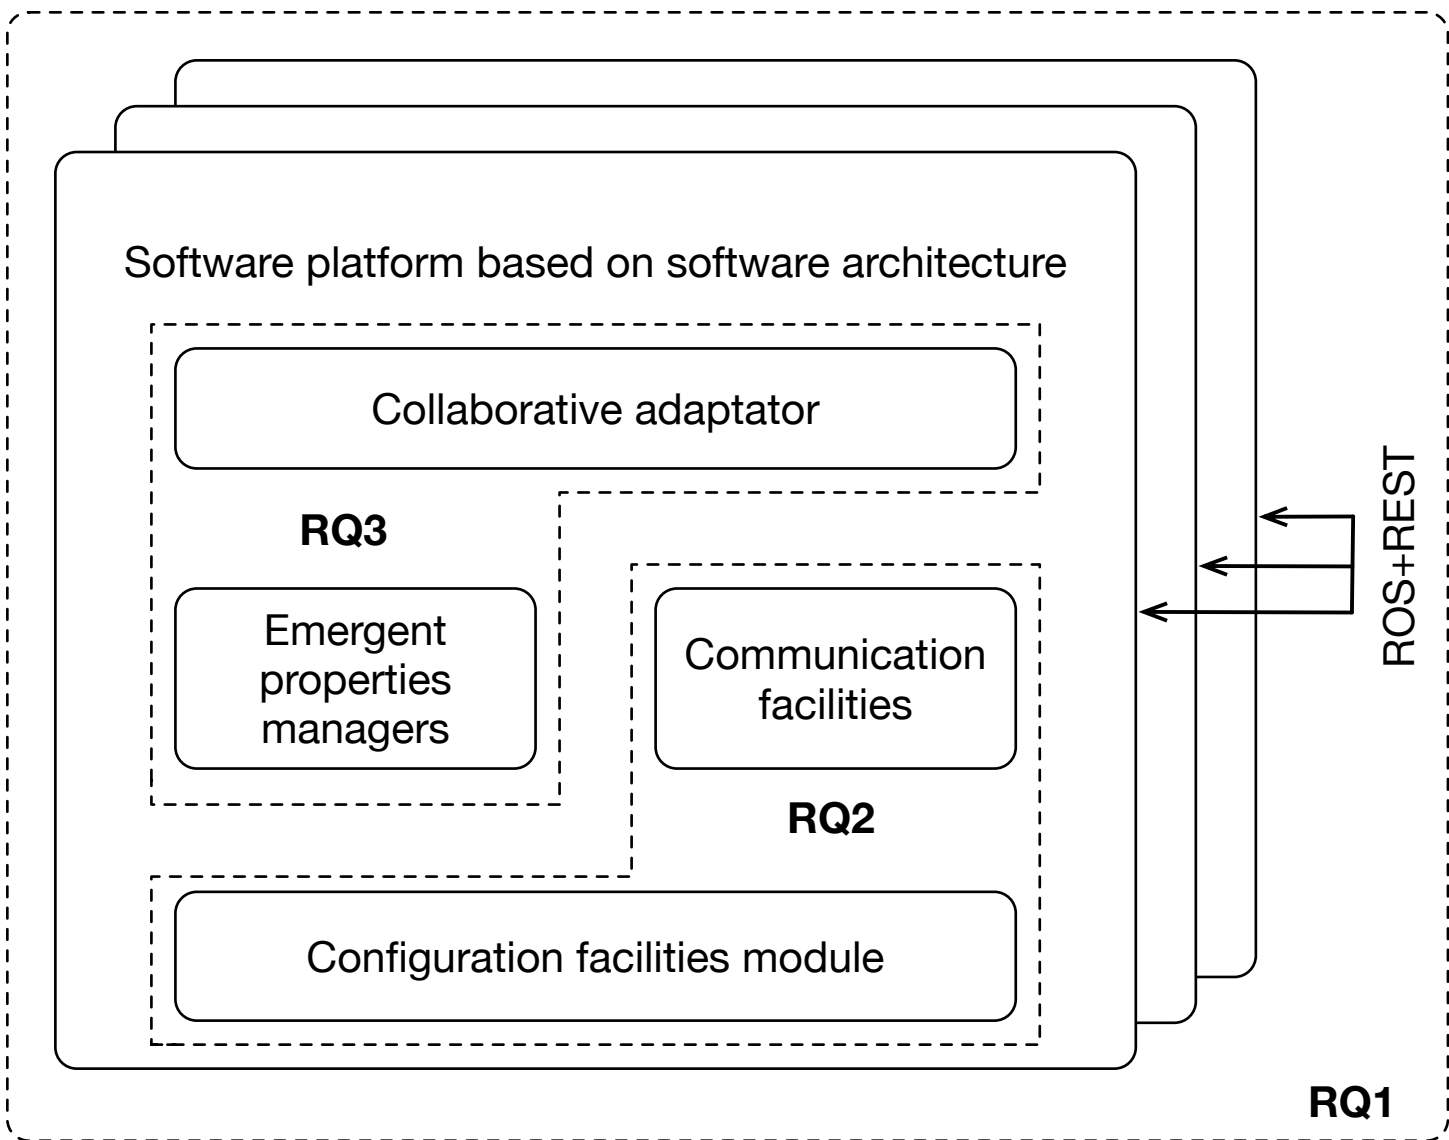 Software platform based on software architecture
Collaborative adaptator
RQ3
Emergent
properties
managers
Communication
facilities
RQ2
Configuration facilities module
ROS+REST
RQ1